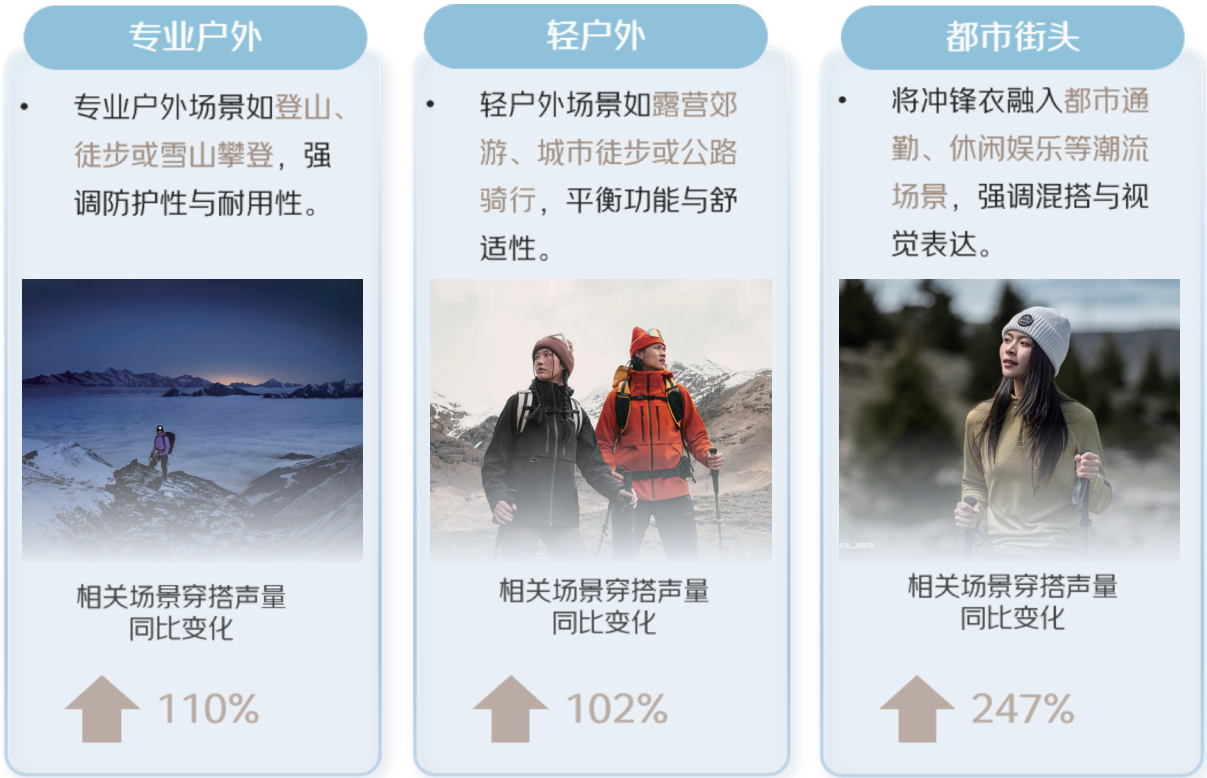 专业户外
• 专业户外场景如登山、
徒步或雪山攀登，强
调防护性与耐用性。
相关场景穿搭声量
同比变化
110%
轻户外
• 轻户外场景如露营郊
游、城市徒步或公路
骑行，平衡功能与舒
适性。
相关场景穿搭声量
同比变化
102%
都市街头
• 将冲锋衣融入都市通
勤、休闲娱乐等潮流
场景，强调混搭与视
觉表达。
相关场景穿搭声量
同比变化
247%